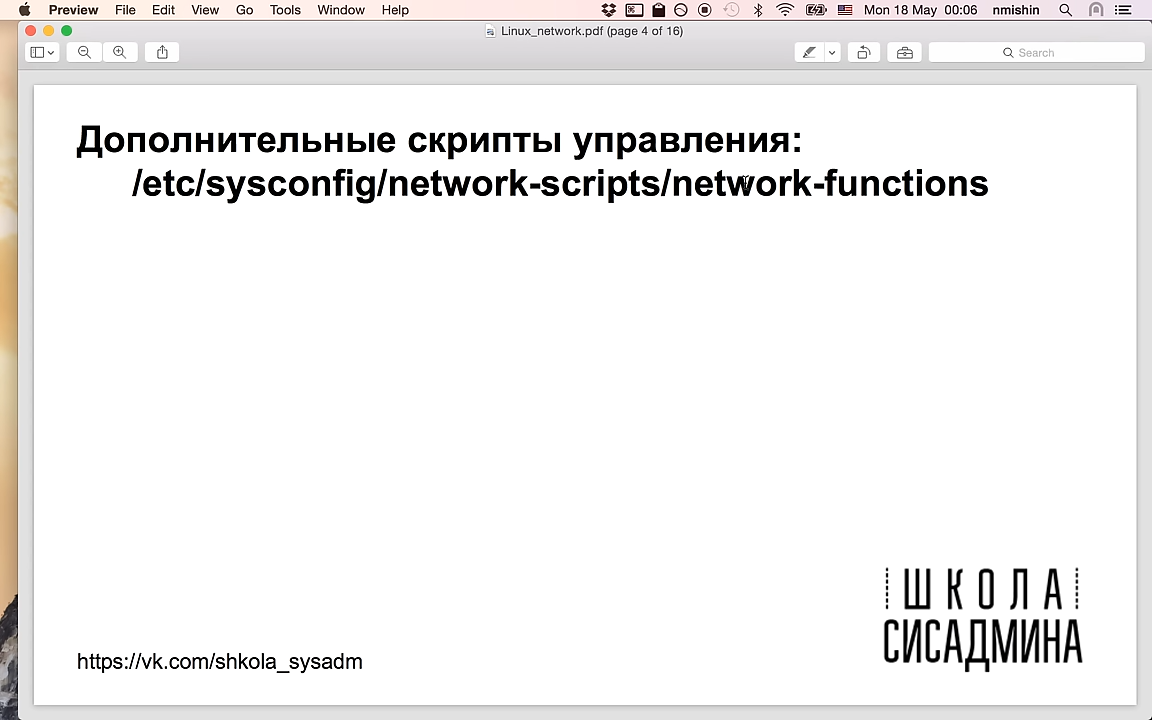 Preview File Edit View Go Tools Window Help Mon 18 May 00:06 nmishin
Linux_network.pdf (page 4 of 16)
Search
Дополнительные скрипты управления:
/etc/sysconfig/network-scripts/network-functions
ШКОЛА
СИСАДМИНА
https://vk.com/shkola_sysadm